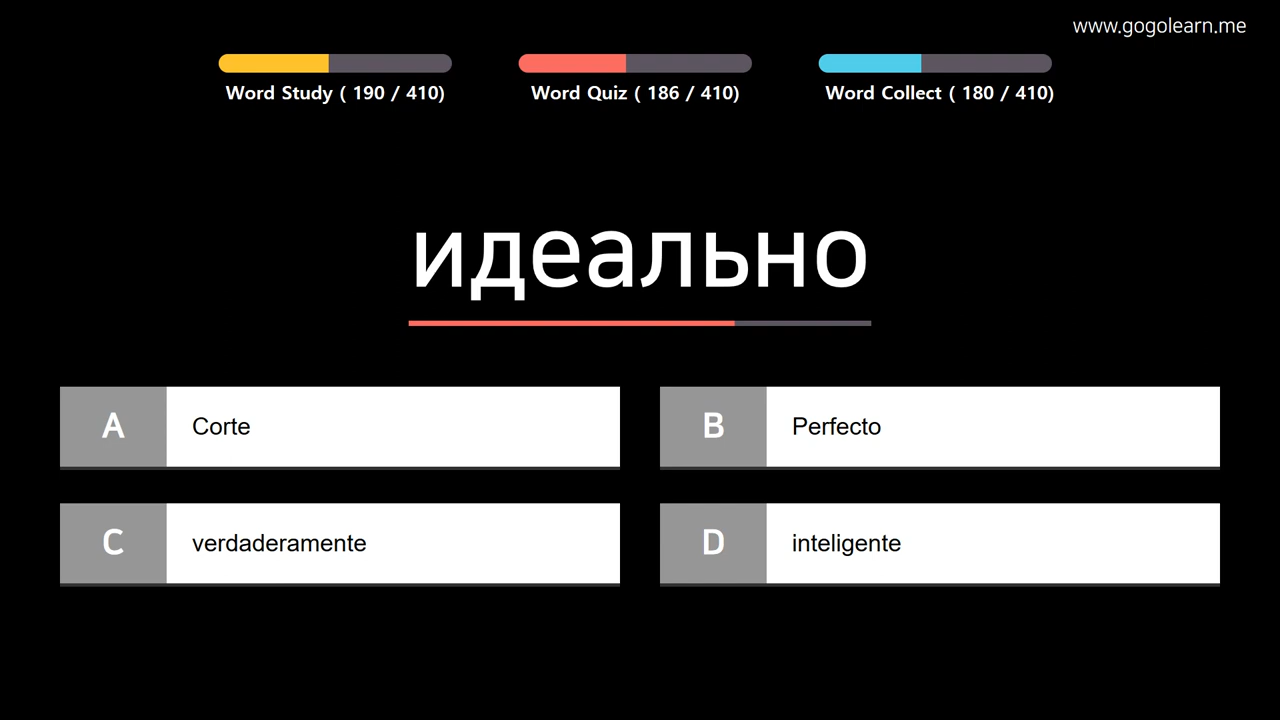 www.gogolearn.me
Word Study ( 190 / 410)
Word Quiz ( 186 / 410)
Word Collect ( 180 / 410)
идеально
A Corte
B Perfecto
C verdaderamente
D inteligente